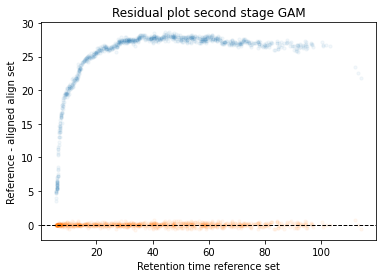 Residual plot second stage GAM
Reference - aligned align set
30
25
20
15
10
5
0
20 40 60 80 100
Retention time reference set